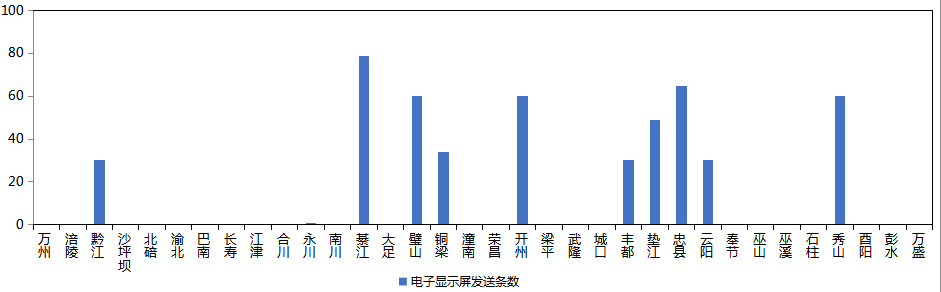 100
80
60
40
20
0
万州
涪陵
黔江
沙坪坝
北碚
渝北
巴南
长寿
江津
合川
永川
南川
綦江
大足
璧山
铜梁
潼南
荣昌
开州
梁平
武隆
城口
丰都
垫江
忠县
云阳
奉节
巫山
巫溪
石柱
秀山
酉阳
彭水
万盛
电子显示屏发送条数